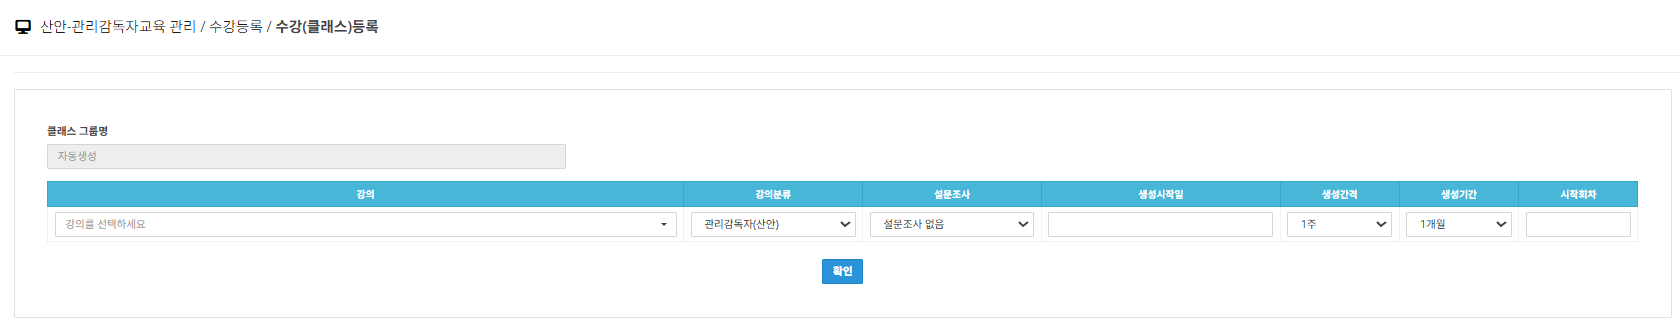 산안-관리감독자교육 관리 / 수강등록 / 수강(클래스)등록
클래스 그룹명
자동생성
강의 강의분류 설문조사 생성시작일 생성간격 생성기간 시작회차
강의를 선택하세요 관리감독자(산안) 설문조사 없음 1주 1개월
확인